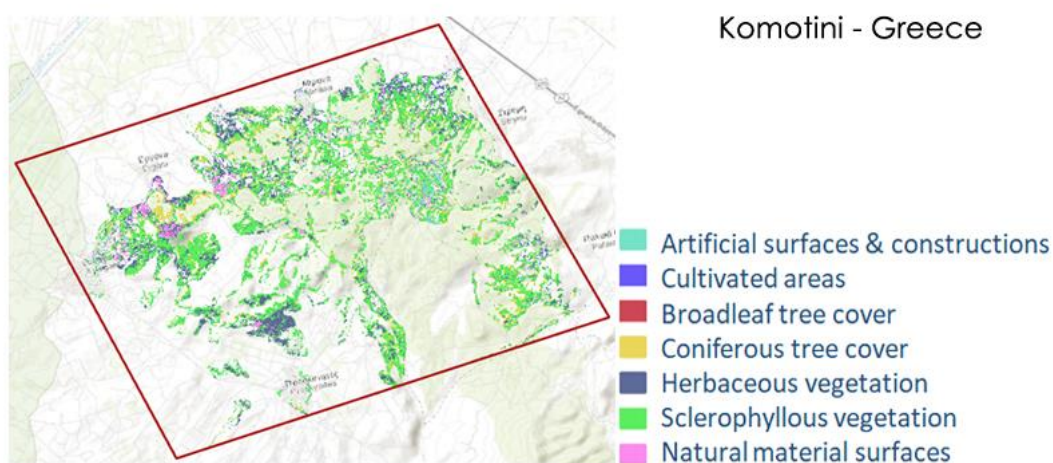 Komotini - Greece
Artificial surfaces & constructions
Cultivated areas
Broadleaf tree cover
Coniferous tree cover
Herbaceous vegetation
Sclerophyllous vegetation
Natural material surfaces